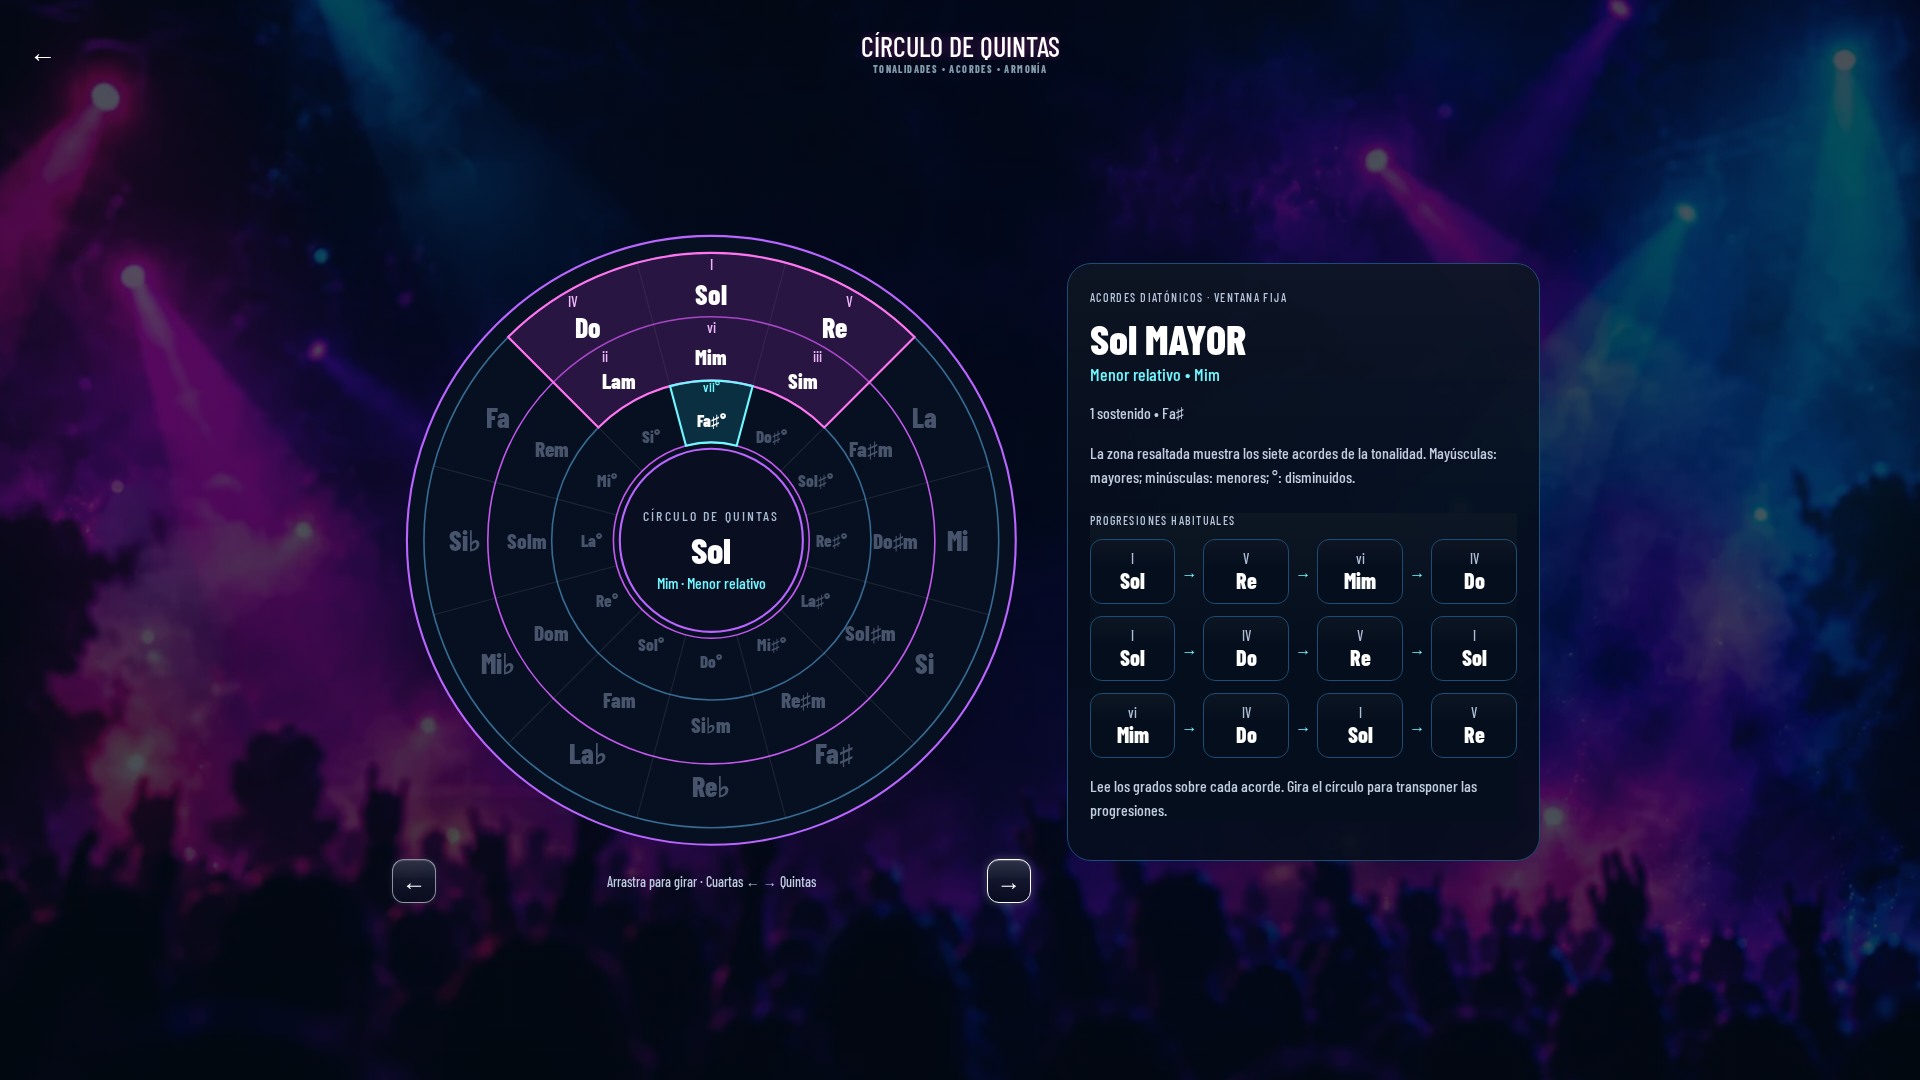 ←
CÍRCULO DE QUINTAS
TONALIDADES • ACORDES • ARMONÍA
I
Sol
IV
Do
V
Re
vi
Mim
ii
Lam
iii
Sim
vii°
Fa♯°
Fa
La
Rem
Si°
Do♯°
Fa♯m
Mi°
Sol♯°
Si♭
Solm
La°
Re♯°
Do♯m
Mi
CÍRCULO DE QUINTAS
Sol
Mim · Menor relativo
Re°
La♯°
Dom
Sol°
Mi♯°
Sol♯m
Mi♭
Do°
Si
Fam
Re♯m
Si♭m
La♭
Fa♯
Re♭
←
Arrastra para girar · Cuartas ← → Quintas
→
ACORDES DIATÓNICOS · VENTANA FIJA
Sol MAYOR
Menor relativo • Mim
1 sostenido • Fa♯
La zona resaltada muestra los siete acordes de la tonalidad. Mayúsculas:
mayores; minúsculas: menores; °: disminuidos.
PROGRESIONES HABITUALES
I V vi IV
Sol → Re → Mim → Do
I IV V I
Sol → Do → Re → Sol
vi IV I V
Mim → Do → Sol → Re
Lee los grados sobre cada acorde. Gira el círculo para transponer las
progresiones.